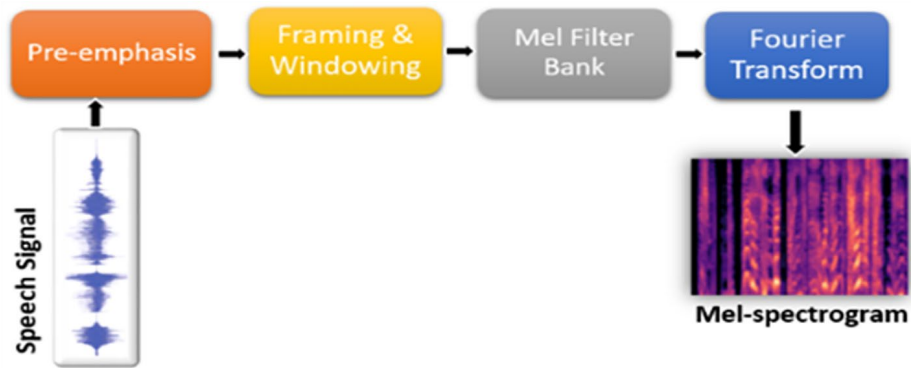 Pre-emphasis
Framing &
Windowing
Mel Filter
Bank
Fourier
Transform
Speech Signal
Mel-spectrogram